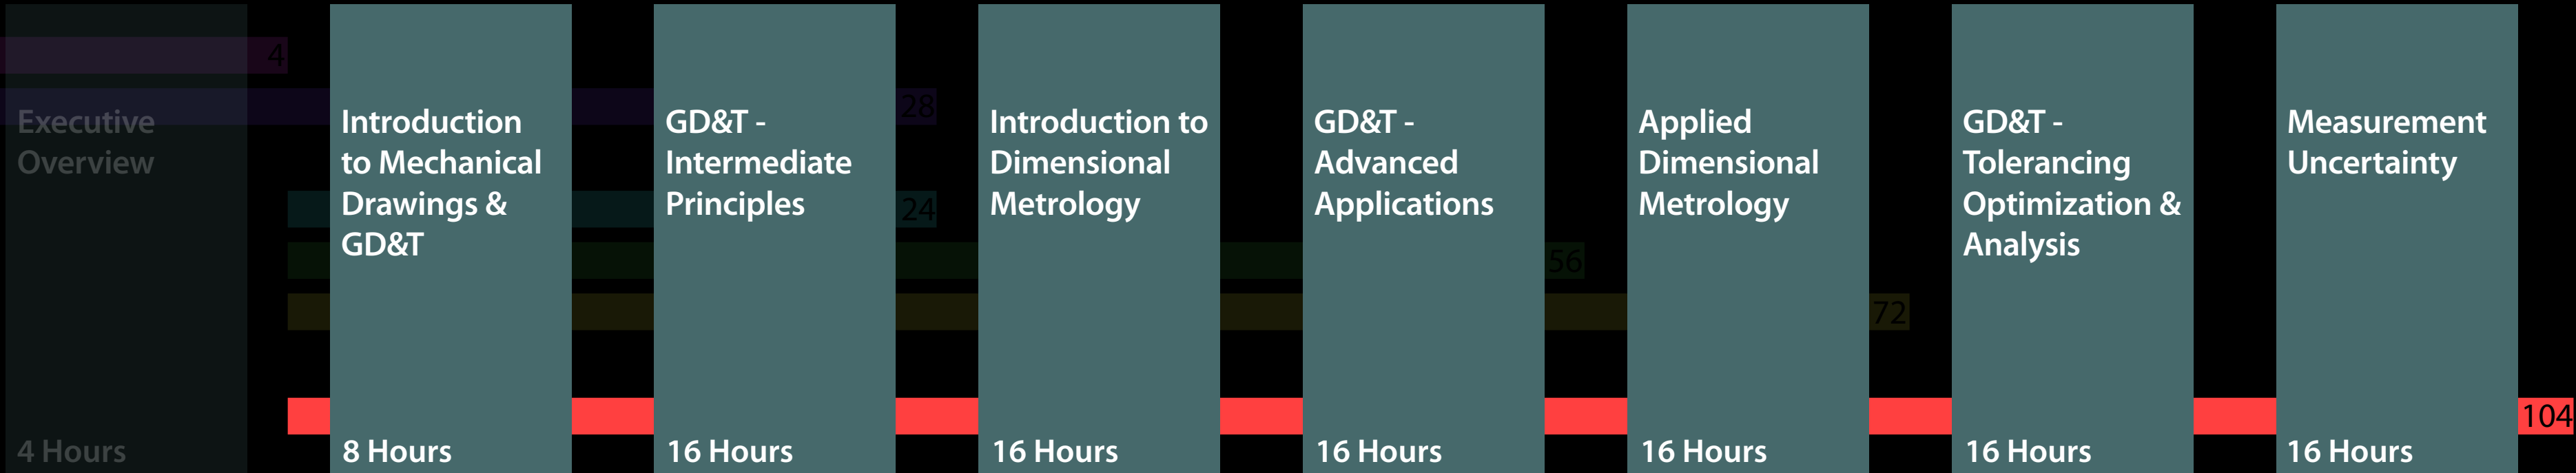 4
28
24
56
72
104
Executive
Overview
4 Hours
Introduction
to Mechanical
Drawings &
GD&T
8 Hours
GD&T -
Intermediate
Principles
16 Hours
Introduction to
Dimensional
Metrology
16 Hours
GD&T -
Advanced
Applications
16 Hours
Applied
Dimensional
Metrology
16 Hours
GD&T -
Tolerancing
Optimization &
Analysis
16 Hours
Measurement
Uncertainty
16 Hours